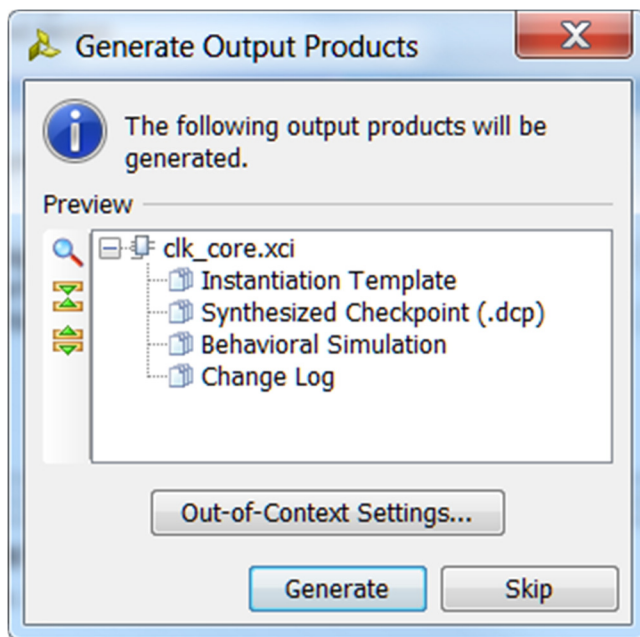 Generate Output Products
The following output products will be
generated.
Preview
clk_core.xci
Instantiation Template
Synthesized Checkpoint (.dcp)
Behavioral Simulation
Change Log
Out-of-Context Settings...
Generate
Skip